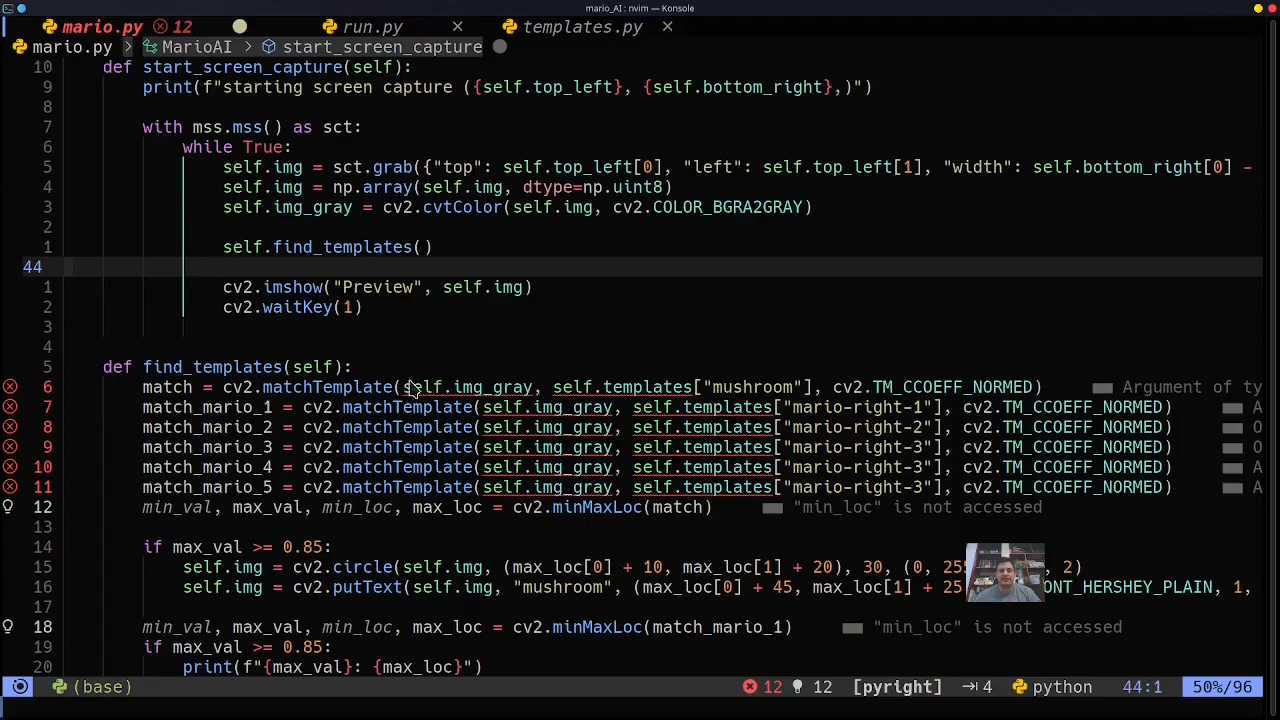 mario_AI : nvim — Konsole
mario.py 12 run.py templates.py
mario.py > MarioAI > start_screen_capture
10 def start_screen_capture(self):
9 print(f"starting screen capture ({self.top_left}, {self.bottom_right},)")
8
7 with mss.mss() as sct:
6 while True:
5 self.img = sct.grab({"top": self.top_left[0], "left": self.top_left[1], "width": self.bottom_right[0] -
4 self.img = np.array(self.img, dtype=np.uint8)
3 self.img_gray = cv2.cvtColor(self.img, cv2.COLOR_BGRA2GRAY)
2
1 self.find_templates()
44
1 cv2.imshow("Preview", self.img)
2 cv2.waitKey(1)
3
4
5 def find_templates(self):
6 match = cv2.matchTemplate(self.img_gray, self.templates["mushroom"], cv2.TM_CCOEFF_NORMED) Argument of ty
7 match_mario_1 = cv2.matchTemplate(self.img_gray, self.templates["mario-right-1"], cv2.TM_CCOEFF_NORMED) A
8 match_mario_2 = cv2.matchTemplate(self.img_gray, self.templates["mario-right-2"], cv2.TM_CCOEFF_NORMED) O
9 match_mario_3 = cv2.matchTemplate(self.img_gray, self.templates["mario-right-3"], cv2.TM_CCOEFF_NORMED) O
10 match_mario_4 = cv2.matchTemplate(self.img_gray, self.templates["mario-right-3"], cv2.TM_CCOEFF_NORMED) A
11 match_mario_5 = cv2.matchTemplate(self.img_gray, self.templates["mario-right-3"], cv2.TM_CCOEFF_NORMED) A
12 min_val, max_val, min_loc, max_loc = cv2.minMaxLoc(match) "min_loc" is not accessed
13
14 if max_val >= 0.85:
15 self.img = cv2.circle(self.img, (max_loc[0] + 10, max_loc[1] + 20), 30, (0, 25 , 2)
16 self.img = cv2.putText(self.img, "mushroom", (max_loc[0] + 45, max_loc[1] + 25 ONT_HERSHEY_PLAIN, 1,
17
18 min_val, max_val, min_loc, max_loc = cv2.minMaxLoc(match_mario_1) "min_loc" is not accessed
19 if max_val >= 0.85:
20 print(f"{max_val}: {max_loc}")
(base) 12 12 [pyright] 4 python 44:1 50%/96